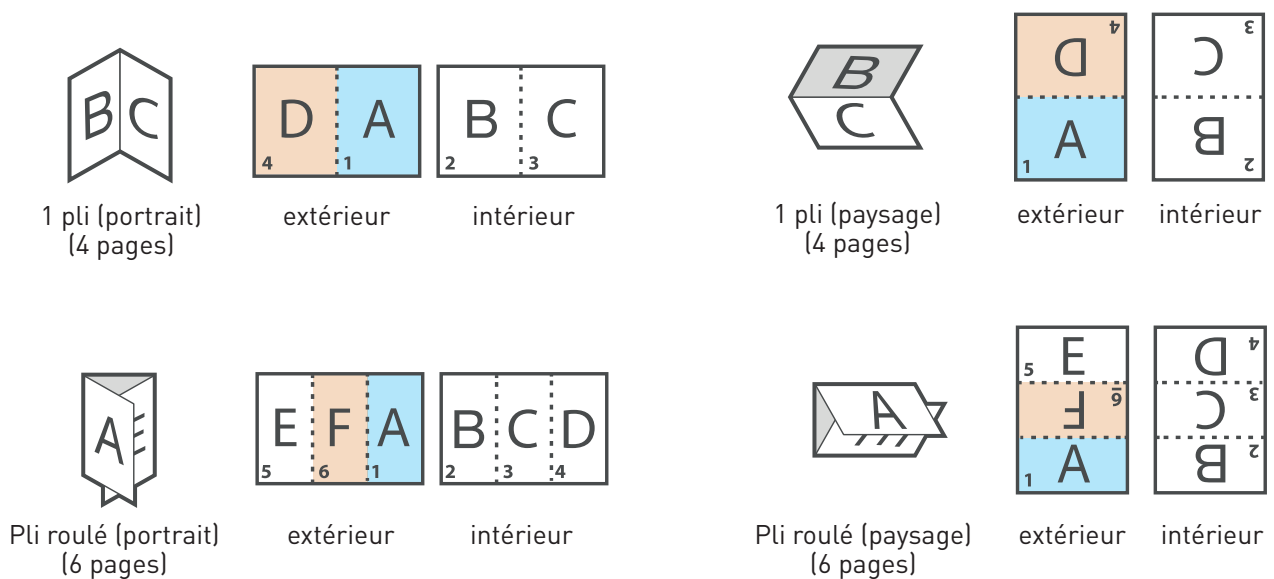 B C
D A
4 1
B C
2 3
1 pli (portrait)
(4 pages)
extérieur
intérieur
B
C
D 4
A
1
C 3
B 2
1 pli (paysage)
(4 pages)
extérieur
intérieur
A
E F A
5 6 1
B C D
2 3 4
Pli roulé (portrait)
(6 pages)
extérieur
intérieur
A
E
5
F 6
A
1
D 4
C 3
B 2
Pli roulé (paysage)
(6 pages)
extérieur
intérieur